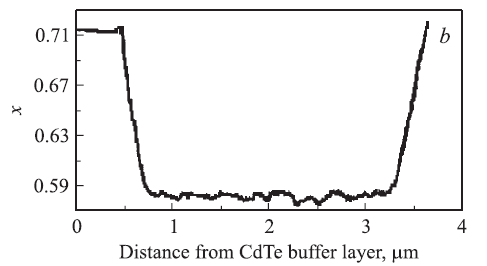 0.71
b
0.67
x
0.63
0.59
0 1 2 3 4
Distance from CdTe buffer layer, μm